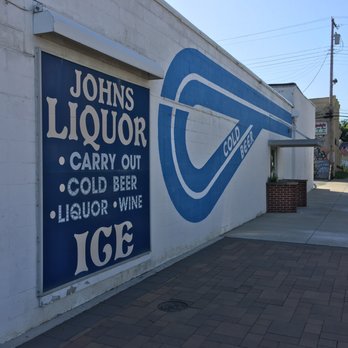 JOHNS
LIQUOR
• CARRY OUT
• COLD BEER
• LIQUOR • WINE
ICE
COLD
BEER